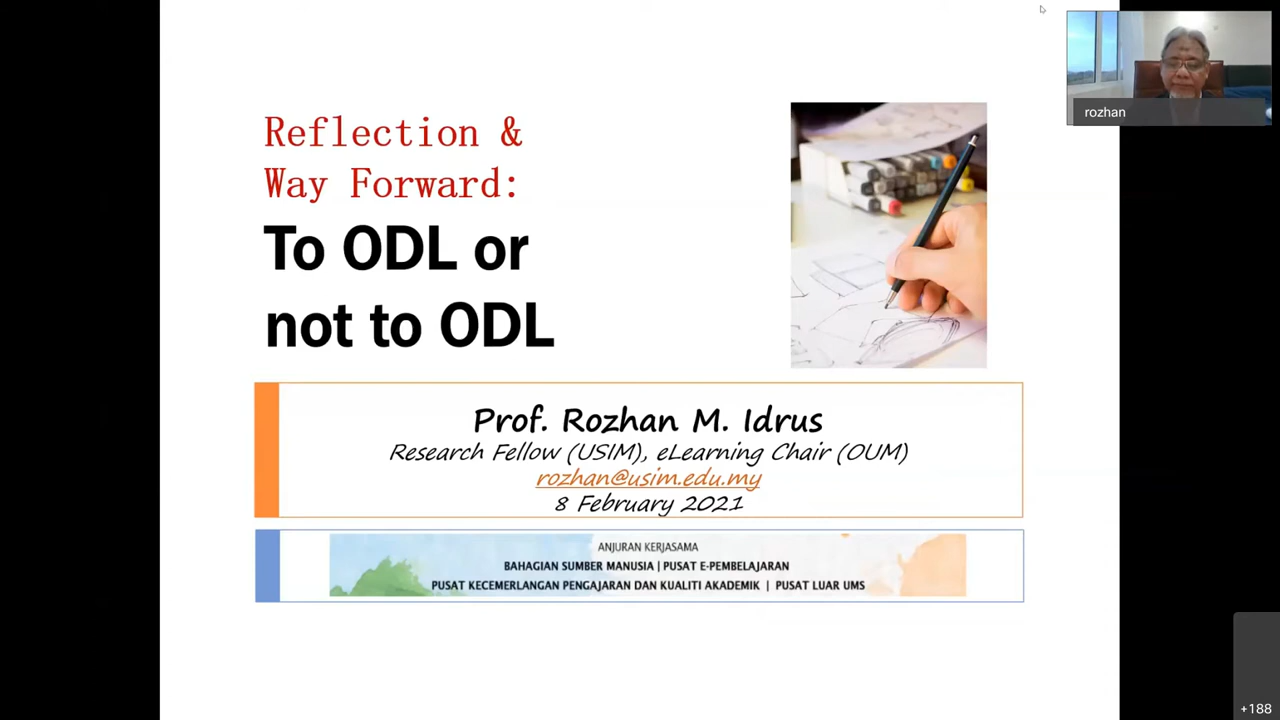 Reflection &
Way Forward:
To ODL or
not to ODL
Prof. Rozhan M. Idrus
Research Fellow (USIM), eLearning Chair (OUM)
rozhan@usim.edu.my
8 February 2021
ANJURAN KERJASAMA
BAHAGIAN SUMBER MANUSIA | PUSAT E-PEMBELAJARAN
PUSAT KECEMERLANGAN PENGAJARAN DAN KUALITI AKADEMIK | PUSAT LUAR UMS
rozhan
+188